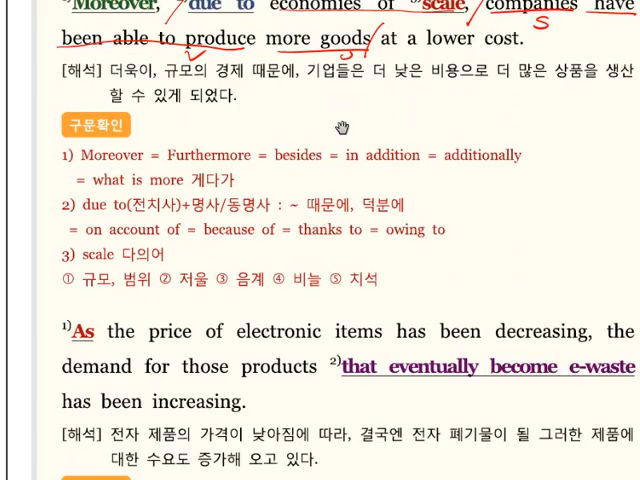 1)Moreover, 2)due to economies of 3)scale, companies have
S
been able to produce more goods at a lower cost.
[해석] 더욱이, 규모의 경제 때문에, 기업들은 더 낮은 비용으로 더 많은 상품을 생산
할 수 있게 되었다.
구문확인
1) Moreover = Furthermore = besides = in addition = additionally
= what is more 게다가
2) due to(전치사)+명사/동명사 : ~ 때문에, 덕분에
= on account of = because of = thanks to = owing to
3) scale 다의어
① 규모, 범위 ② 저울 ③ 음계 ④ 비늘 ⑤ 치석
1)As the price of electronic items has been decreasing, the
demand for those products 2)that eventually become e-waste
has been increasing.
[해석] 전자 제품의 가격이 낮아짐에 따라, 결국엔 전자 폐기물이 될 그러한 제품에
대한 수요도 증가해 오고 있다.